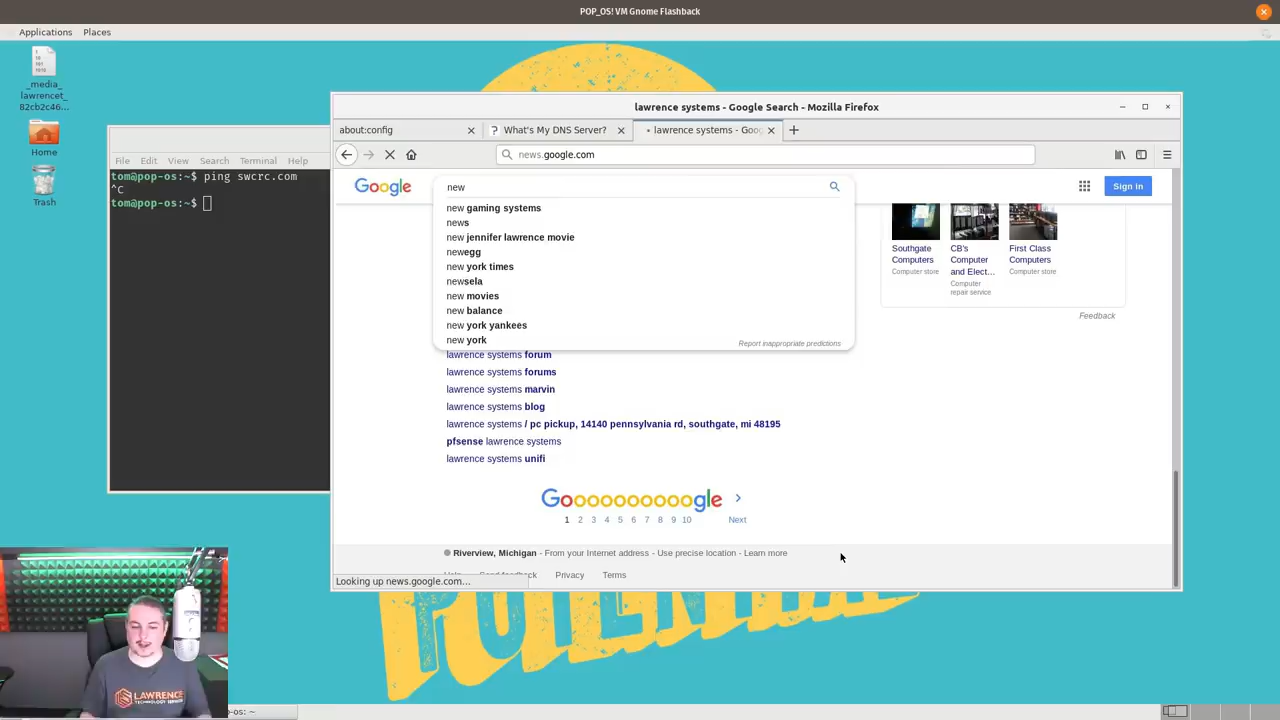 POP_OS! VM Gnome Flashback
Applications
Places
_media_
lawrencet_
82cb2c46...
Home
Trash
File Edit View Search Terminal Help
tom@pop-os:~$ ping swcrc.com
^C
tom@pop-os:~$
lawrence systems - Google Search - Mozilla Firefox
about:config
What's My DNS Server?
lawrence systems - Goog
news.google.com
Google
new
Sign in
new gaming systems
news
new jennifer lawrence movie
newegg
new york times
newsela
new movies
new balance
new york yankees
new york
Report inappropriate predictions
Southgate
Computers
Computer store
CB's
Computer
and Elect...
Computer
repair service
First Class
Computers
Computer store
Feedback
lawrence systems forum
lawrence systems forums
lawrence systems marvin
lawrence systems blog
lawrence systems / pc pickup, 14140 pennsylvania rd, southgate, mi 48195
pfsense lawrence systems
lawrence systems unifi
Goooooooooogle
1 2 3 4 5 6 7 8 9 10 Next
Riverview, Michigan - From your Internet address - Use precise location - Learn more
Help Send feedback Privacy Terms
Looking up news.google.com...
POTENTIAL
LAWRENCE
p-os: ~